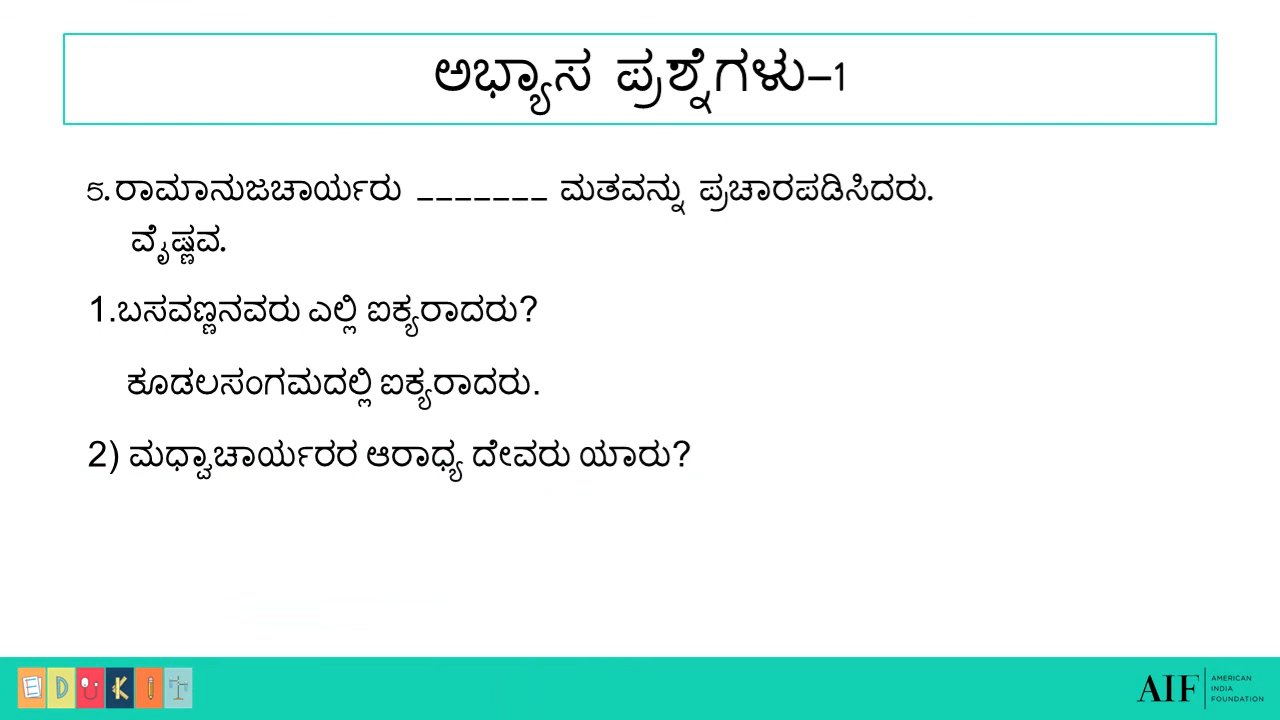 ಅಭ್ಯಾಸ ಪ್ರಶ್ನೆಗಳು–1
5. ರಾಮಾನುಜಚಾರ್ಯರು _______ ಮತವನ್ನು ಪ್ರಚಾರಪಡಿಸಿದರು.
ವೈಷ್ಣವ.
1.ಬಸವಣ್ಣನವರು ಎಲ್ಲಿ ಐಕ್ಯರಾದರು?
ಕೂಡಲಸಂಗಮದಲ್ಲಿ ಐಕ್ಯರಾದರು.
2) ಮಧ್ವಾಚಾರ್ಯರರ ಆರಾಧ್ಯ ದೇವರು ಯಾರು?
EDUKIT
AIF
AMERICAN
INDIA
FOUNDATION